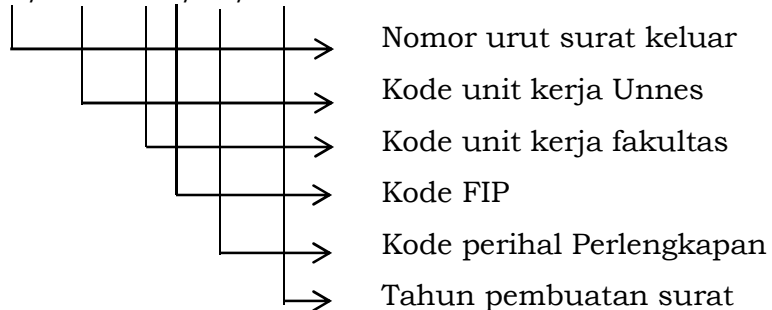 Nomor urut surat keluar
Kode unit kerja Unnes
Kode unit kerja fakultas
Kode FIP
Kode perihal Perlengkapan
Tahun pembuatan surat